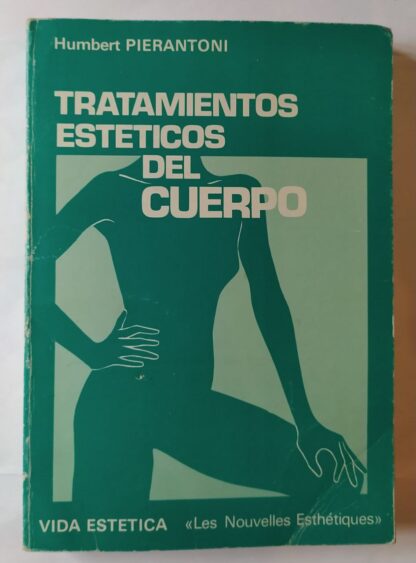 Humbert PIERANTONI
TRATAMIENTOS
ESTETICOS
DEL
CUERPO
VIDA ESTETICA «Les Nouvelles Esthétiques»